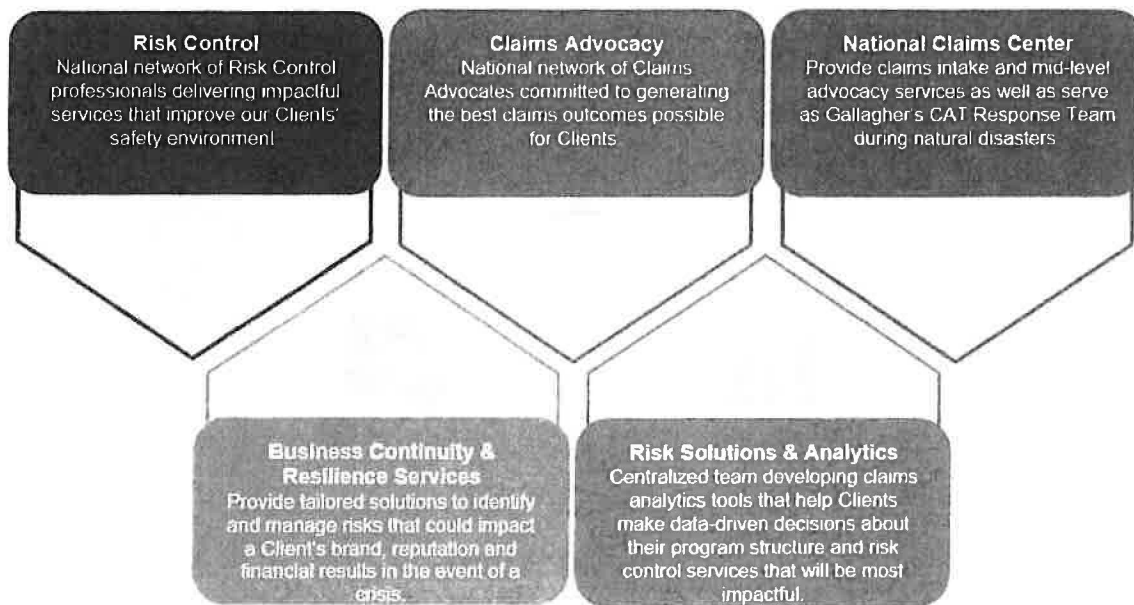 Risk Control
National network of Risk Control
professionals delivering impactful
services that improve our Clients'
safety environment
Claims Advocacy
National network of Claims
Advocates committed to generating
the best claims outcomes possible
for Clients
National Claims Center
Provide claims intake and mid-level
advocacy services as well as serve
as Gallagher's CAT Response Team
during natural disasters
Business Continuity &
Resilience Services
Provide tailored solutions to identify
and manage risks that could impact
a Client's brand, reputation and
financial results in the event of a
crisis.
Risk Solutions & Analytics
Centralized team developing claims
analytics tools that help Clients
make data-driven decisions about
their program structure and risk
control services that will be most
impactful.